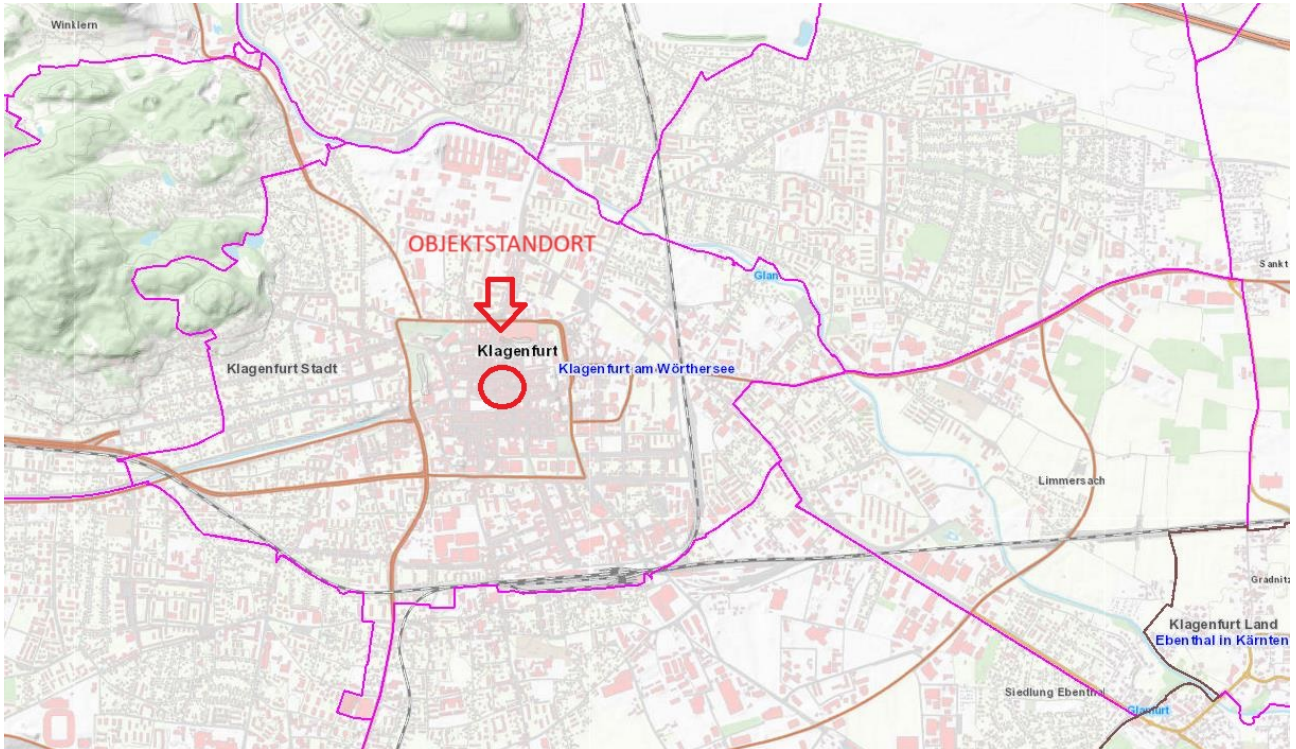 Winklern
OBJEKTSTANDORT
Glan
Sankt
Klagenfurt
Klagenfurt Stadt
Klagenfurt am Wörthersee
Limmersach
Gradnitz
Klagenfurt Land
Ebenthal in Kärnten
Siedlung Ebenthal
Glanfurt